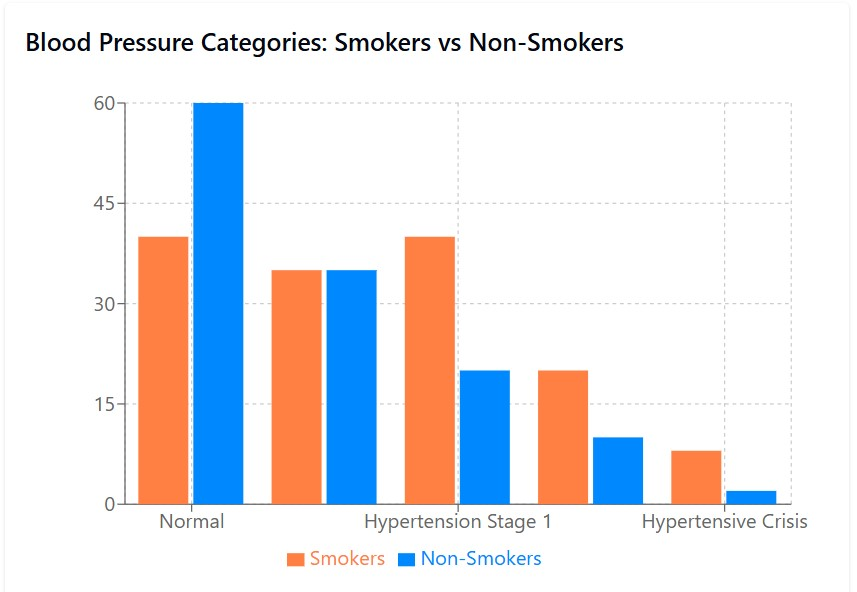 Blood Pressure Categories: Smokers vs Non-Smokers
60
45
30
15
0
Normal Hypertension Stage 1 Hypertensive Crisis
Smokers Non-Smokers